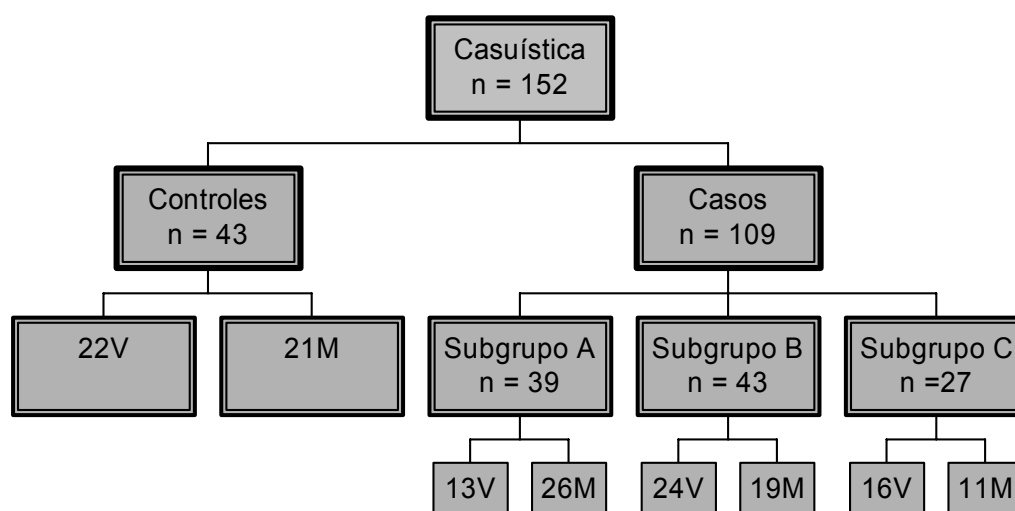 Casuística
n = 152
Controles
n = 43
Casos
n = 109
22V
21M
Subgrupo A
n = 39
Subgrupo B
n = 43
Subgrupo C
n =27
13V
26M
24V
19M
16V
11M